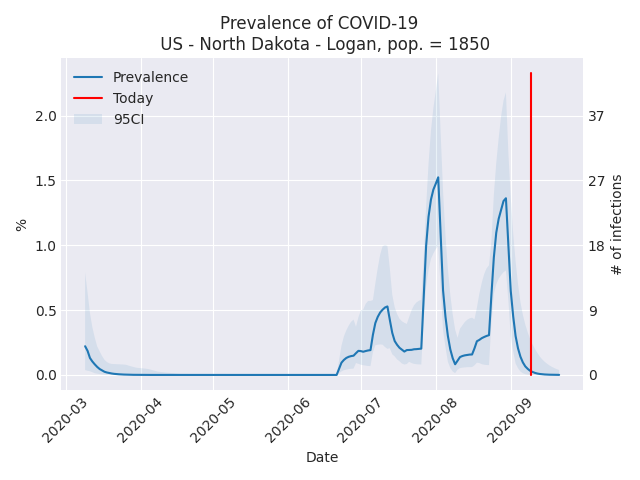 Prevalence of COVID-19
US - North Dakota - Logan, pop. = 1850
Prevalence
Today
95CI
2.0
1.5
1.0
0.5
0.0
%
37
27
18
9
0
# of infections
2020-03
2020-04
2020-05
2020-06
2020-07
2020-08
2020-09
Date